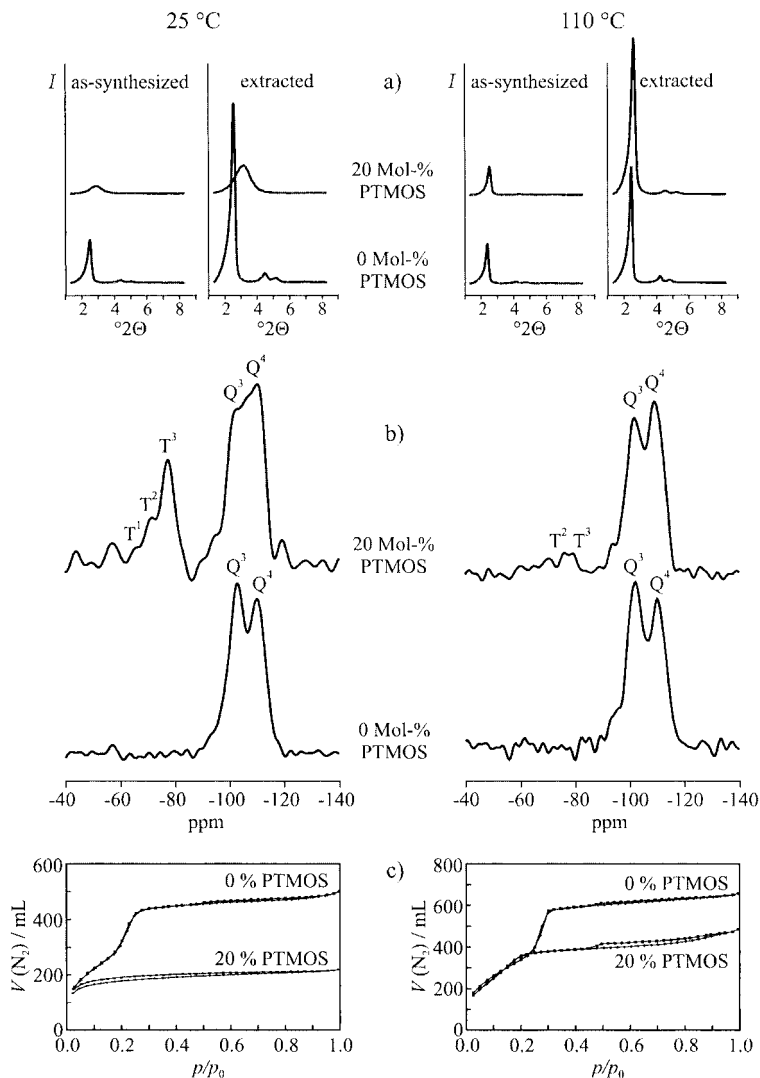 25 °C
110 °C
I
as-synthesized
extracted
a)
I
as-synthesized
extracted
20 Mol-%
PTMOS
0 Mol-%
PTMOS
2 4 6 8
°2Θ
2 4 6 8
°2Θ
2 4 6 8
°2Θ
2 4 6 8
°2Θ
b)
T¹
T²
T³
Q³
Q⁴
T²
T³
Q³
Q⁴
20 Mol-%
PTMOS
Q³
Q⁴
Q³
Q⁴
0 Mol-%
PTMOS
-40 -60 -80 -100 -120 -140
ppm
-40 -60 -80 -100 -120 -140
ppm
c)
V (N₂) / mL
600
400
200
0
0 % PTMOS
20 % PTMOS
0.0 0.2 0.4 0.6 0.8 1.0
p/p₀
V (N₂) / mL
800
600
400
200
0
0 % PTMOS
20 % PTMOS
0.0 0.2 0.4 0.6 0.8 1.0
p/p₀